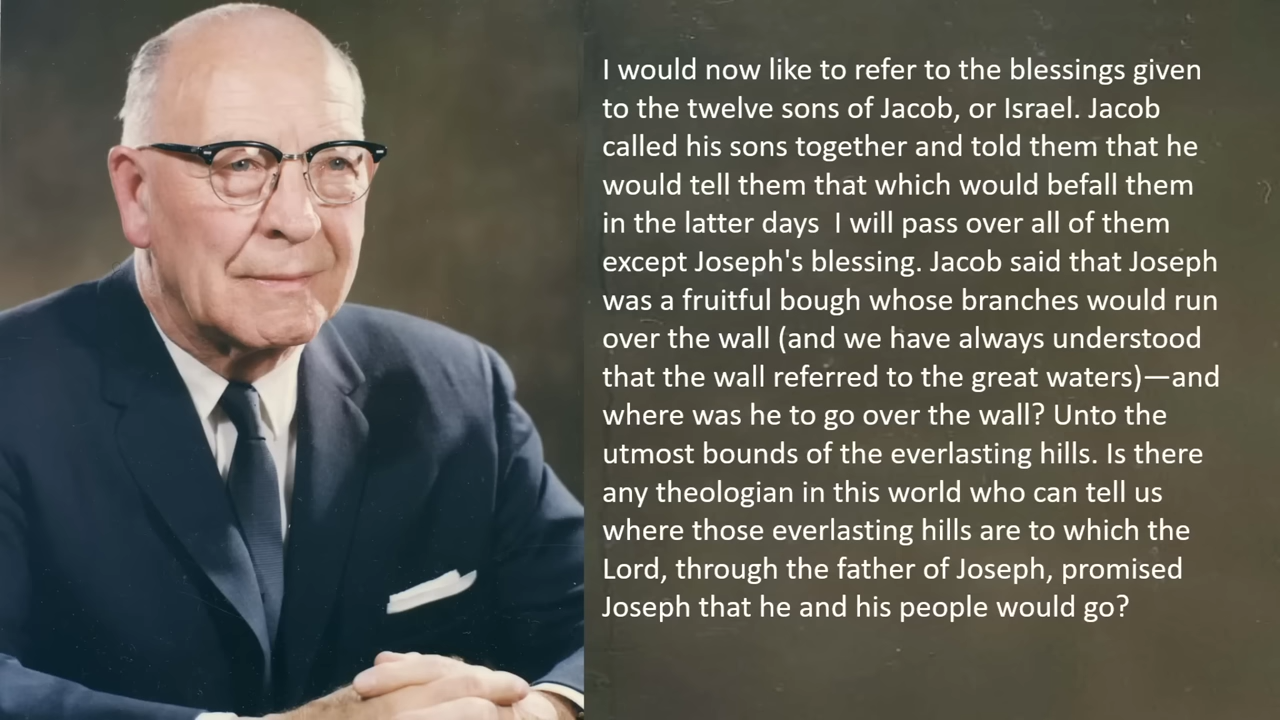 I would now like to refer to the blessings given
to the twelve sons of Jacob, or Israel. Jacob
called his sons together and told them that he
would tell them that which would befall them
in the latter days  I will pass over all of them
except Joseph's blessing. Jacob said that Joseph
was a fruitful bough whose branches would run
over the wall (and we have always understood
that the wall referred to the great waters)—and
where was he to go over the wall? Unto the
utmost bounds of the everlasting hills. Is there
any theologian in this world who can tell us
where those everlasting hills are to which the
Lord, through the father of Joseph, promised
Joseph that he and his people would go?